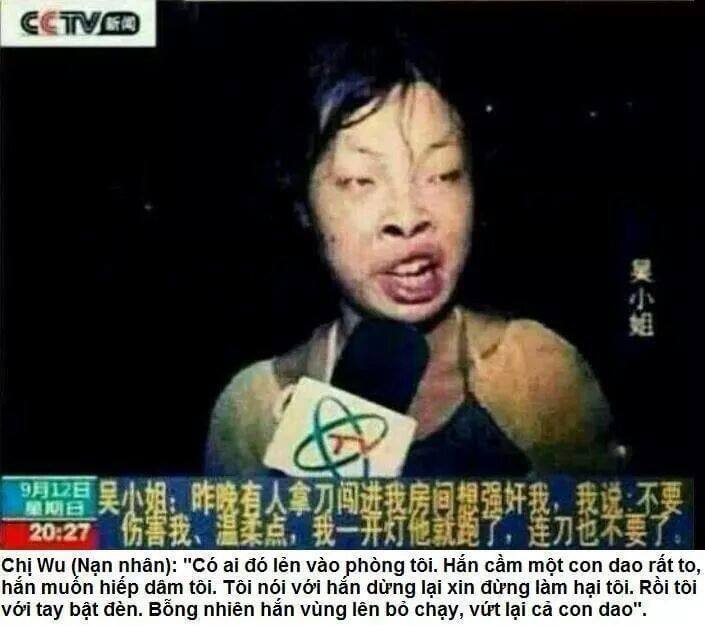 CCTV 新闻
吴小姐
TV
9月12日
星期日
20:27
吴小姐：昨晚有人拿刀闯进我房间想强奸我，我说：不要
伤害我、温柔点，我一开灯他就跑了，连刀也不要了。
Chị Wu (Nạn nhân): "Có ai đó lẻn vào phòng tôi. Hắn cầm một con dao rất to,
hắn muốn hiếp dâm tôi. Tôi nói với hắn dừng lại xin đừng làm hại tôi. Rồi tôi
với tay bật đèn. Bỗng nhiên hắn vùng lên bỏ chạy, vứt lại cả con dao".